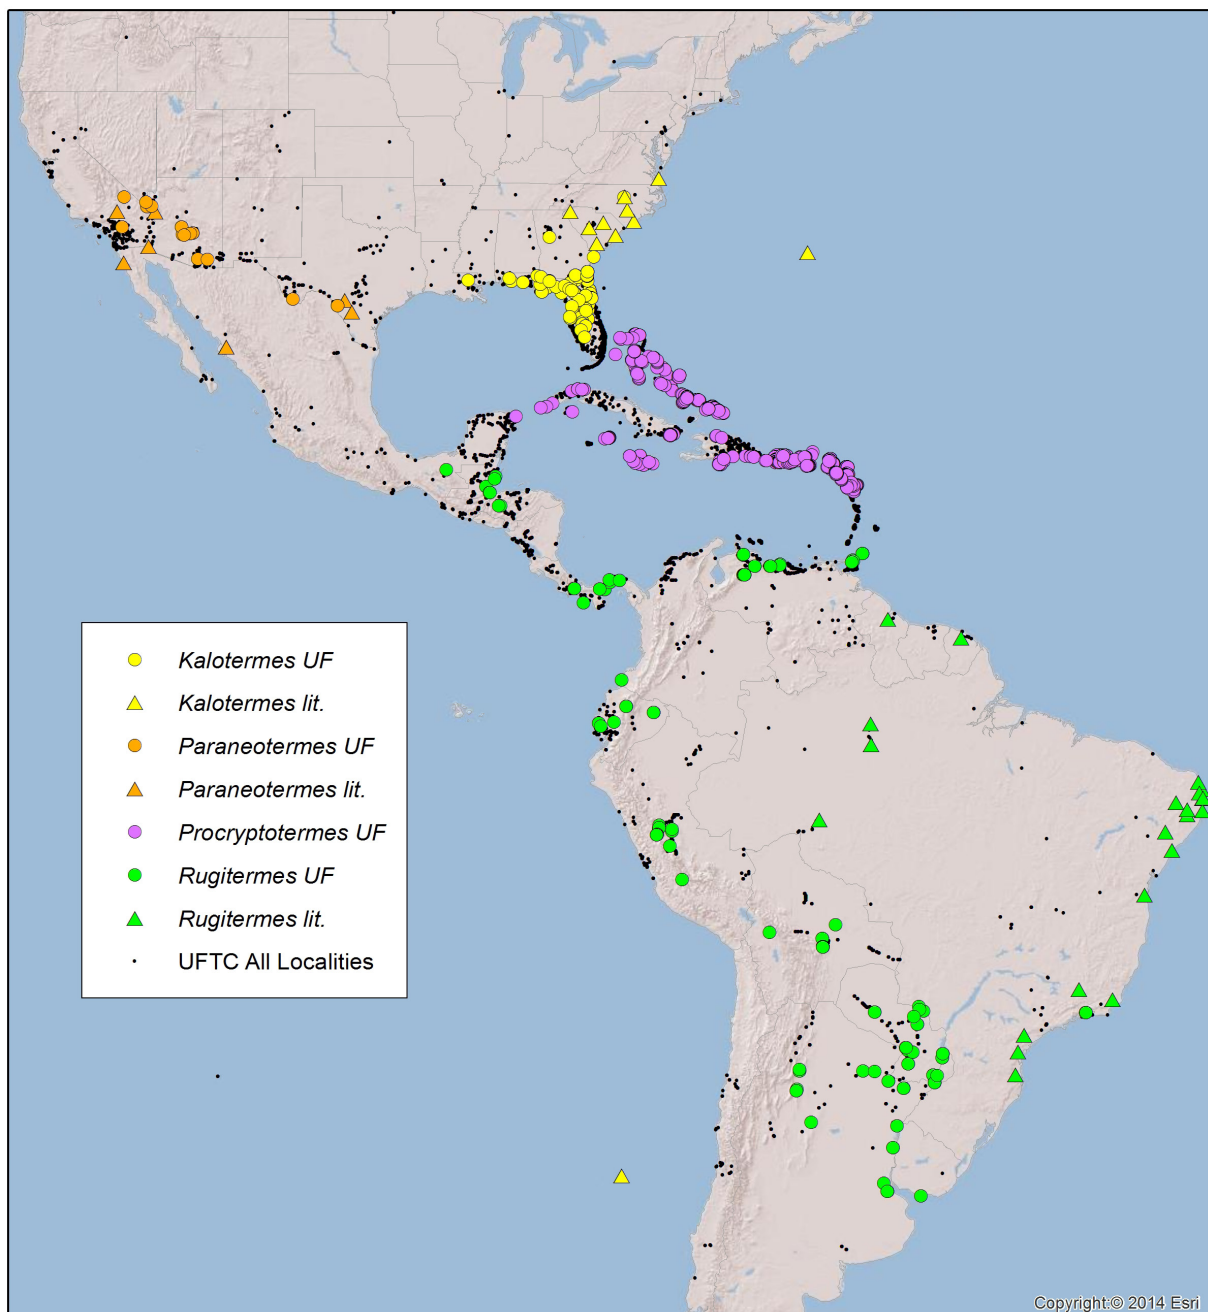 Kalotermes UF
Kalotermes lit.
Paraneotermes UF
Paraneotermes lit.
Procryptotermes UF
Rugitermes UF
Rugitermes lit.
UFTC All Localities
Copyright:© 2014 Esri